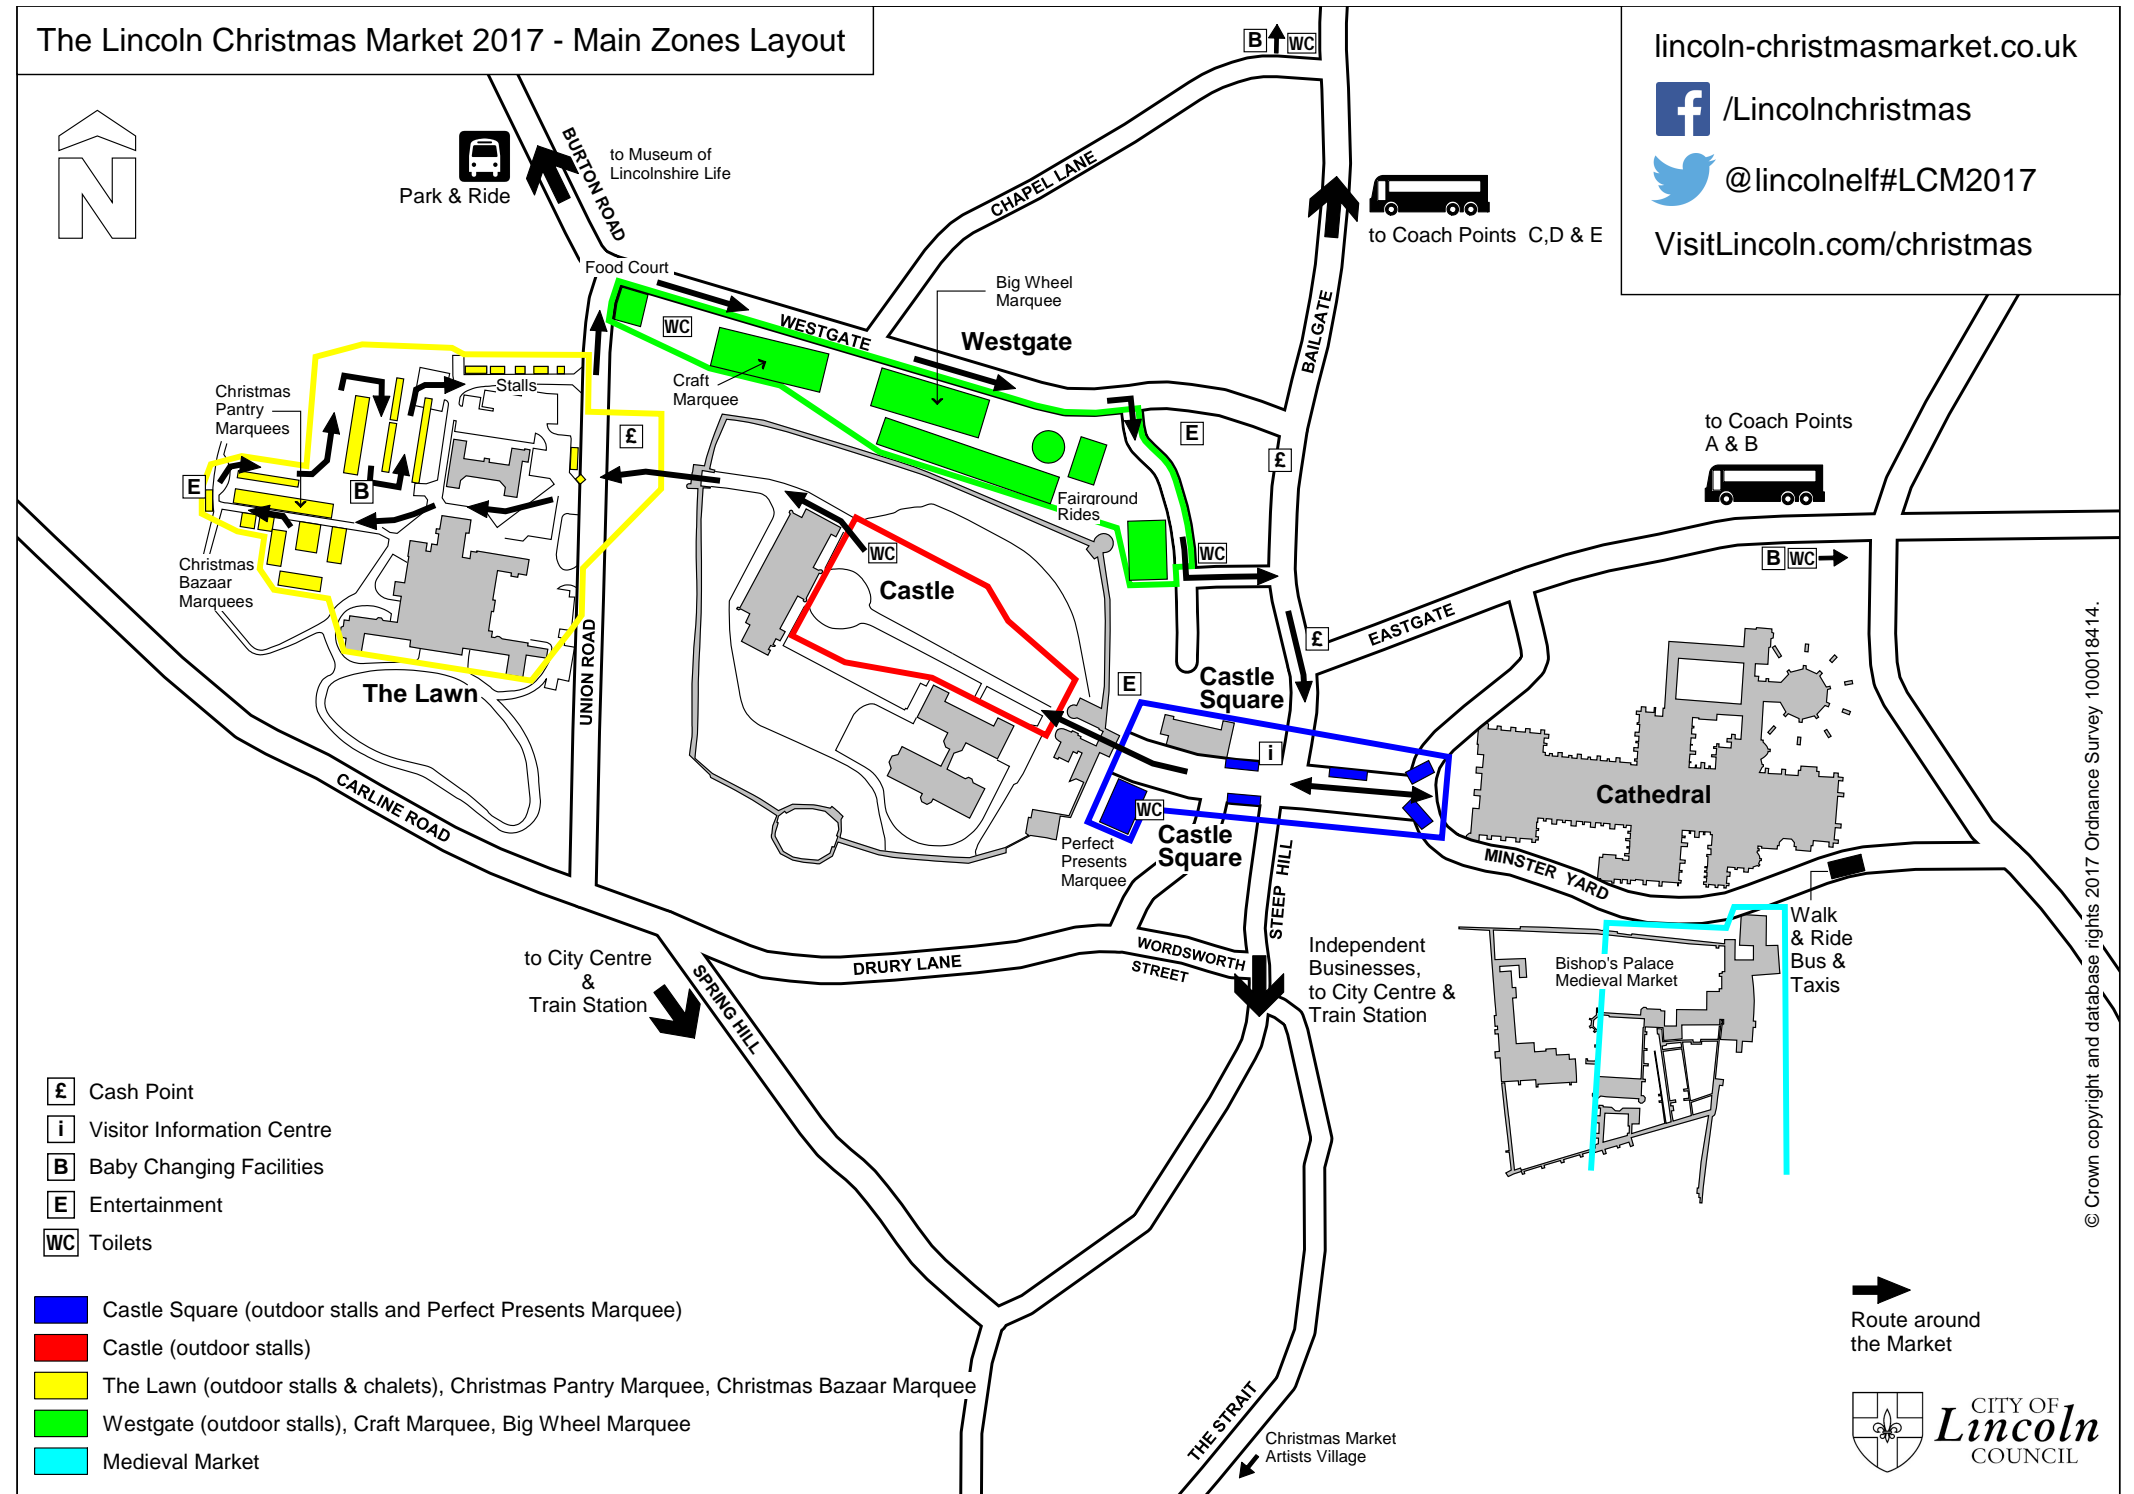 The Lincoln Christmas Market 2017 - Main Zones Layout
lincoln-christmasmarket.co.uk
/Lincolnchristmas
@lincolnelf#LCM2017
VisitLincoln.com/christmas
N
B WC
BURTON ROAD
to Museum of
Lincolnshire Life
Park & Ride
CHAPEL LANE
to Coach Points C,D & E
Food Court
Big Wheel
Marquee
WC
WESTGATE
Westgate
BAILGATE
Craft
Marquee
Stalls
Christmas
Pantry
Marquees
£
E
£
to Coach Points
A & B
E
B
Fairground
Rides
WC
WC
B WC
Christmas
Bazaar
Marquees
Castle
EASTGATE
£
UNION ROAD
The Lawn
E
Castle
Square
i
Cathedral
CARLINE ROAD
WC
Castle
Square
Perfect
Presents
Marquee
STEEP HILL
MINSTER YARD
Walk
& Ride
Bus &
Taxis
Bishop's Palace
Medieval Market
to City Centre
&
Train Station
SPRING HILL
DRURY LANE
WORDSWORTH
STREET
Independent
Businesses,
to City Centre &
Train Station
© Crown copyright and database rights 2017 Ordnance Survey 100018414.
£ Cash Point
i Visitor Information Centre
B Baby Changing Facilities
E Entertainment
WC Toilets
Castle Square (outdoor stalls and Perfect Presents Marquee)
Castle (outdoor stalls)
The Lawn (outdoor stalls & chalets), Christmas Pantry Marquee, Christmas Bazaar Marquee
Westgate (outdoor stalls), Craft Marquee, Big Wheel Marquee
Medieval Market
THE STRAIT
Christmas Market
Artists Village
Route around
the Market
CITY OF
Lincoln
COUNCIL